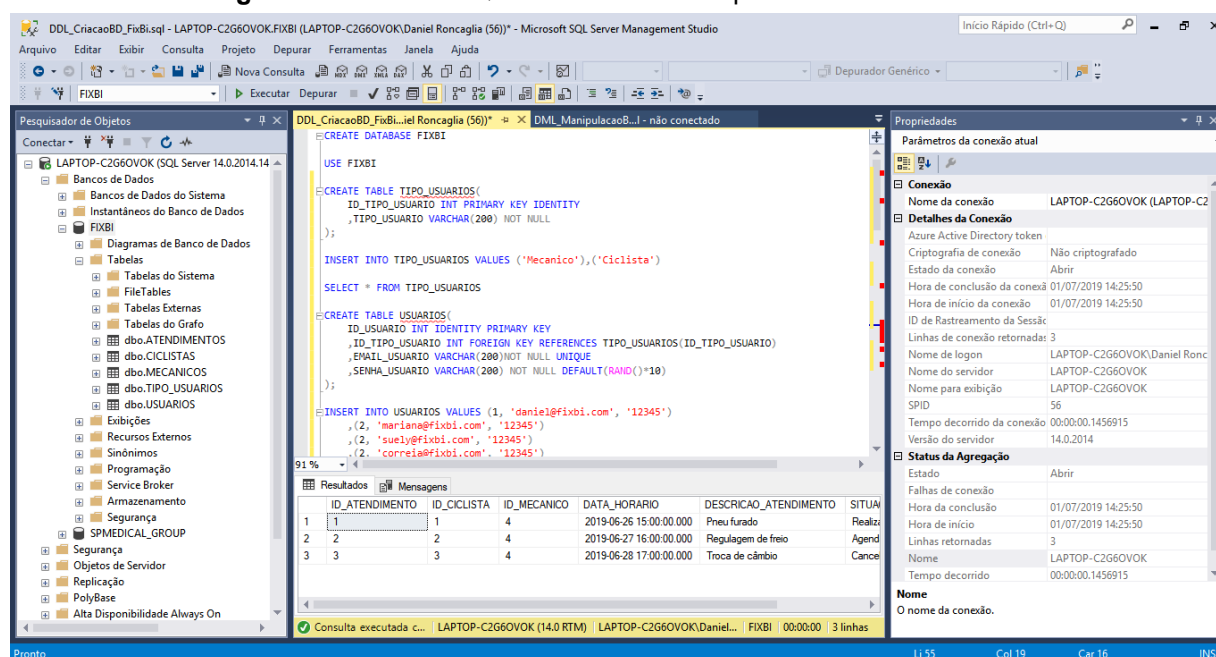 DDL_CriacaoBD_FixBi.sql - LAPTOP-C2G6OVOK.FIXBI (LAPTOP-C2G6OVOK\Daniel Roncaglia (56))* - Microsoft SQL Server Management Studio
Início Rápido (Ctrl+Q)
Arquivo Editar Exibir Consulta Projeto Depurar Ferramentas Janela Ajuda
Nova Consulta
Depurador Genérico
FIXBI
Executar Depurar
Pesquisador de Objetos
Conectar
LAPTOP-C2G6OVOK (SQL Server 14.0.2014.14
Bancos de Dados
Bancos de Dados do Sistema
Instantâneos do Banco de Dados
FIXBI
Diagramas de Banco de Dados
Tabelas
Tabelas do Sistema
FileTables
Tabelas Externas
Tabelas do Grafo
dbo.ATENDIMENTOS
dbo.CICLISTAS
dbo.MECANICOS
dbo.TIPO_USUARIOS
dbo.USUARIOS
Exibições
Recursos Externos
Sinônimos
Programação
Service Broker
Armazenamento
Segurança
SPMEDICAL_GROUP
Segurança
Objetos de Servidor
Replicação
PolyBase
Alta Disponibilidade Always On
DDL_CriacaoBD_FixBi...iel Roncaglia (56))*
DML_ManipulacaoB...l - não conectado
CREATE DATABASE FIXBI
USE FIXBI
CREATE TABLE TIPO_USUARIOS(
ID_TIPO_USUARIO INT PRIMARY KEY IDENTITY
,TIPO_USUARIO VARCHAR(200) NOT NULL
);
INSERT INTO TIPO_USUARIOS VALUES ('Mecanico'),('Ciclista')
SELECT * FROM TIPO_USUARIOS
CREATE TABLE USUARIOS(
ID_USUARIO INT IDENTITY PRIMARY KEY
,ID_TIPO_USUARIO INT FOREIGN KEY REFERENCES TIPO_USUARIOS(ID_TIPO_USUARIO)
,EMAIL_USUARIO VARCHAR(200)NOT NULL UNIQUE
,SENHA_USUARIO VARCHAR(200) NOT NULL DEFAULT(RAND()*10)
);
INSERT INTO USUARIOS VALUES (1, 'daniel@fixbi.com', '12345')
,(2, 'mariana@fixbi.com', '12345')
,(2, 'suely@fixbi.com', '12345')
,(2, 'correia@fixbi.com', '12345')
91 %
Resultados Mensagens
ID_ATENDIMENTO ID_CICLISTA ID_MECANICO DATA_HORARIO DESCRICAO_ATENDIMENTO SITUA
1 1 1 4 2019-06-26 15:00:00.000 Pneu furado Realiza
2 2 2 4 2019-06-27 16:00:00.000 Regulagem de freio Agend
3 3 3 4 2019-06-28 17:00:00.000 Troca de câmbio Cance
Consulta executada c... LAPTOP-C2G6OVOK (14.0 RTM) LAPTOP-C2G6OVOK\Daniel... FIXBI 00:00:00 3 linhas
Propriedades
Parâmetros da conexão atual
Conexão
Nome da conexão LAPTOP-C2G6OVOK (LAPTOP-C2
Detalhes da Conexão
Azure Active Directory token
Criptografia de conexão Não criptografado
Estado da conexão Abrir
Hora de conclusão da conexã 01/07/2019 14:25:50
Hora de início da conexão 01/07/2019 14:25:50
ID de Rastreamento da Sessão
Linhas de conexão retornadas 3
Nome de logon LAPTOP-C2G6OVOK\Daniel Ronc
Nome do servidor LAPTOP-C2G6OVOK
Nome para exibição LAPTOP-C2G6OVOK
SPID 56
Tempo decorrido da conexão 00:00:00.1456915
Versão do servidor 14.0.2014
Status da Agregação
Estado Abrir
Falhas de conexão
Hora da conclusão 01/07/2019 14:25:50
Hora de início 01/07/2019 14:25:50
Linhas retornadas 3
Nome LAPTOP-C2G6OVOK
Tempo decorrido 00:00:00.1456915
Nome
O nome da conexão.
Pronto
Li 55 Col 19 Car 16 INS